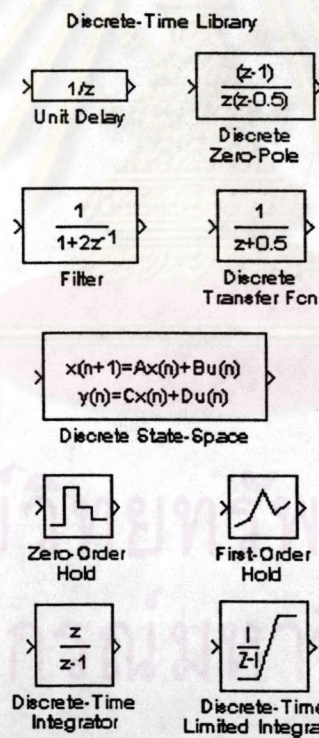 Discrete-Time Library
1/z
Unit Delay
(z-1)
z(z-0.5)
Discrete
Zero-Pole
1
1+2z-1
Filter
1
z+0.5
Discrete
Transfer Fcn
x(n+1)=Ax(n)+Bu(n)
y(n)=Cx(n)+Du(n)
Discrete State-Space
Zero-Order
Hold
First-Order
Hold
z
z-1
Discrete-Time
Integrator
1
z-1
Discrete-Time
Limited Integra